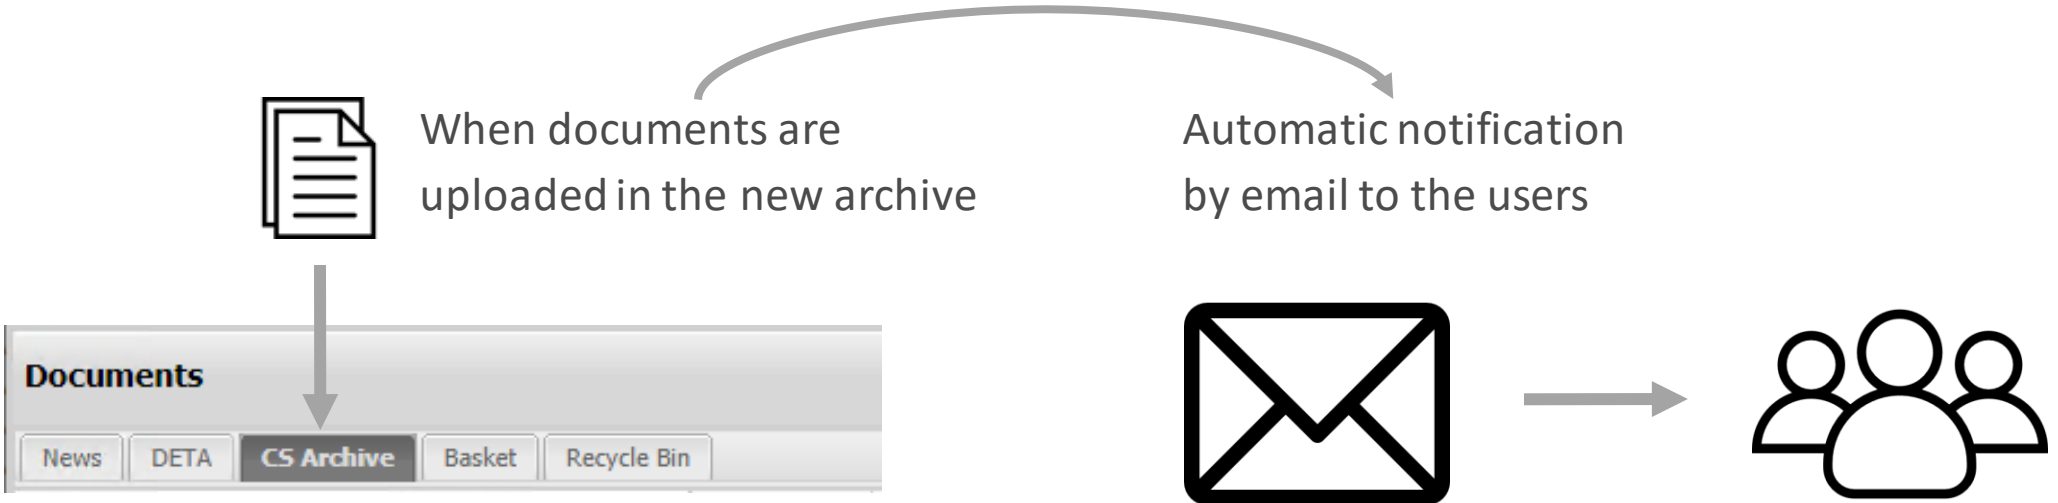 When documents are
uploaded in the new archive
Automatic notification
by email to the users
Documents
News DETA CS Archive Basket Recycle Bin